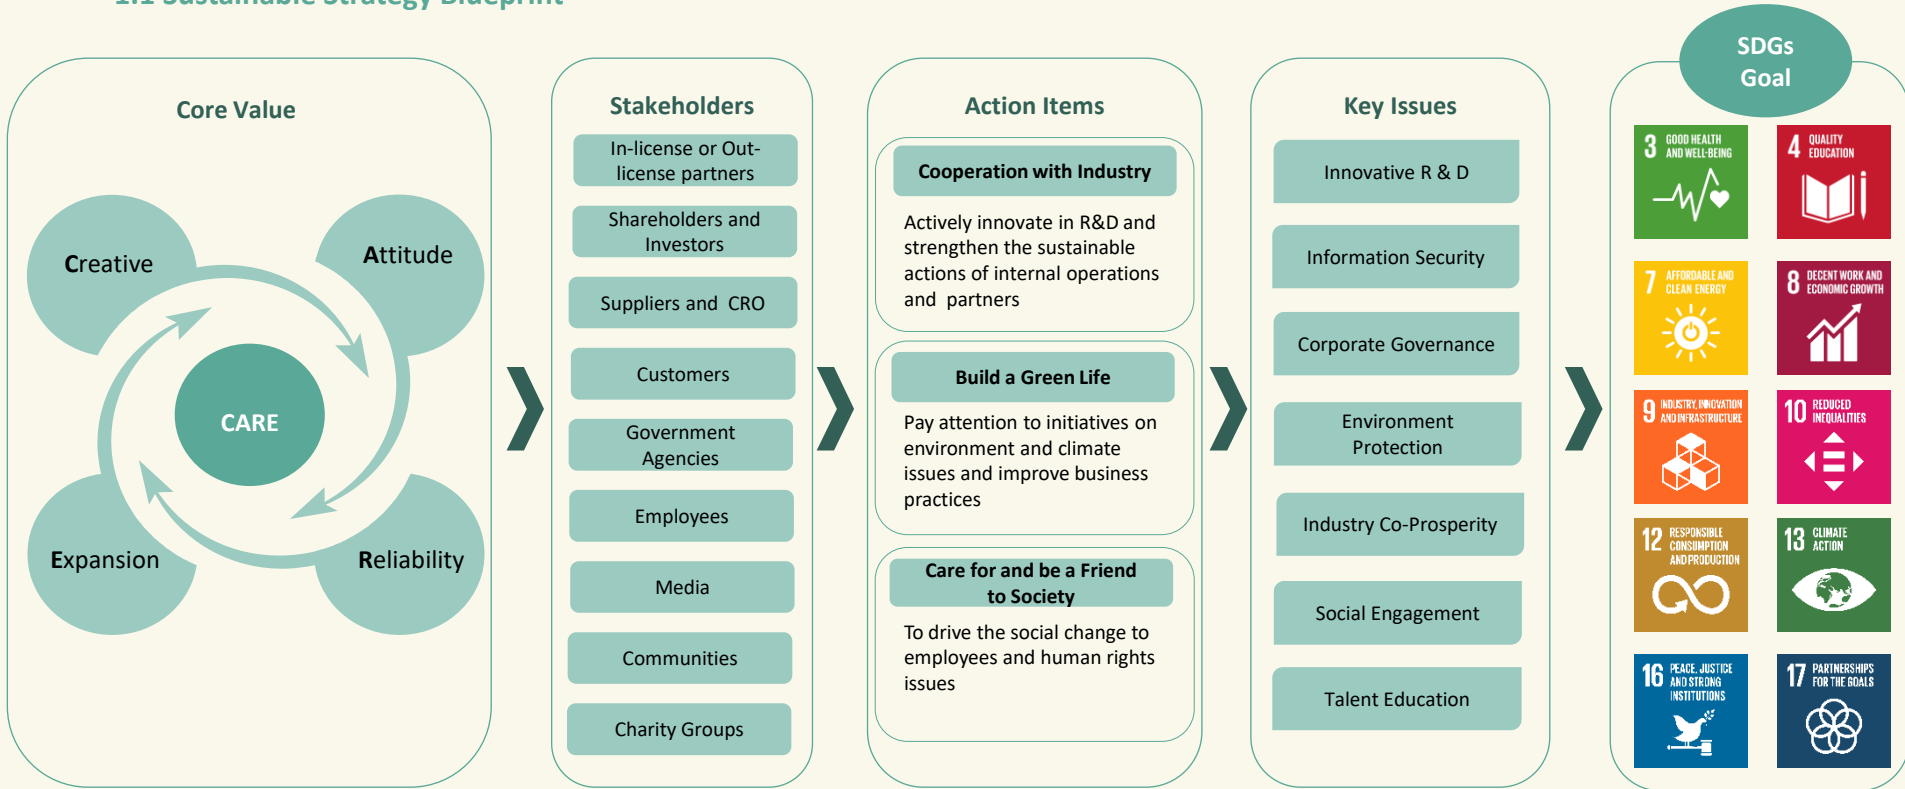 1.1 Sustainable Strategy Blueprint
Core Value
Creative
Attitude
CARE
Expansion
Reliability
Stakeholders
In-license or Out-
license partners
Shareholders and
Investors
Suppliers and CRO
Customers
Government
Agencies
Employees
Media
Communities
Charity Groups
Action Items
Cooperation with Industry
Actively innovate in R&D and
strengthen the sustainable
actions of internal operations
and partners
Build a Green Life
Pay attention to initiatives on
environment and climate
issues and improve business
practices
Care for and be a Friend
to Society
To drive the social change to
employees and human rights
issues
Key Issues
Innovative R & D
Information Security
Corporate Governance
Environment
Protection
Industry Co-Prosperity
Social Engagement
Talent Education
SDGs
Goal
3 GOOD HEALTH
AND WELL-BEING
4 QUALITY
EDUCATION
7 AFFORDABLE AND
CLEAN ENERGY
8 DECENT WORK AND
ECONOMIC GROWTH
9 INDUSTRY, INNOVATION
AND INFRASTRUCTURE
10 REDUCED
INEQUALITIES
12 RESPONSIBLE
CONSUMPTION
AND PRODUCTION
13 CLIMATE
ACTION
16 PEACE, JUSTICE
AND STRONG
INSTITUTIONS
17 PARTNERSHIPS
FOR THE GOALS